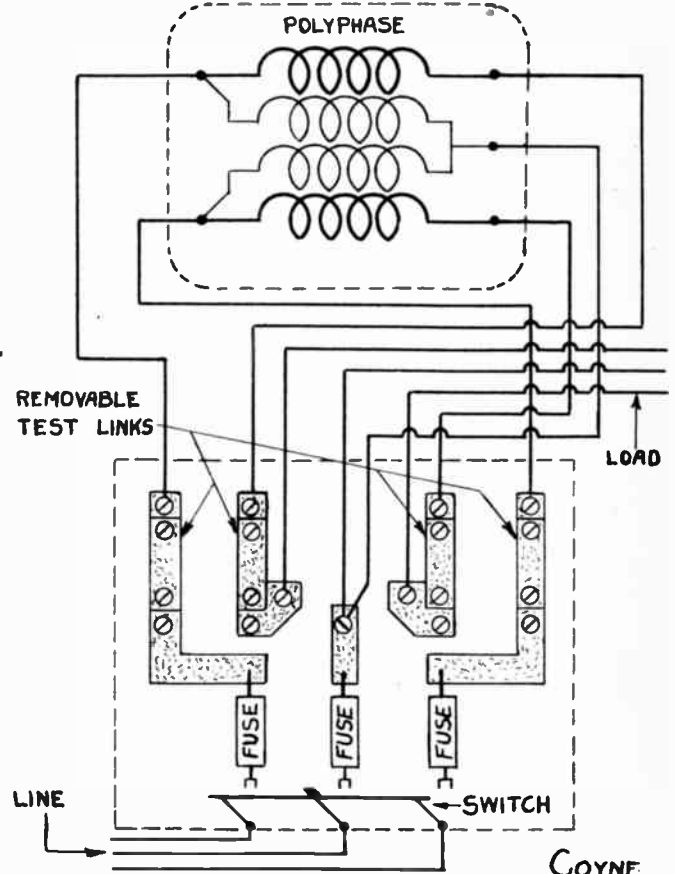 POLYPHASE
REMOVABLE
TEST LINKS
LOAD
FUSE
FUSE
FUSE
LINE
SWITCH
COYNE